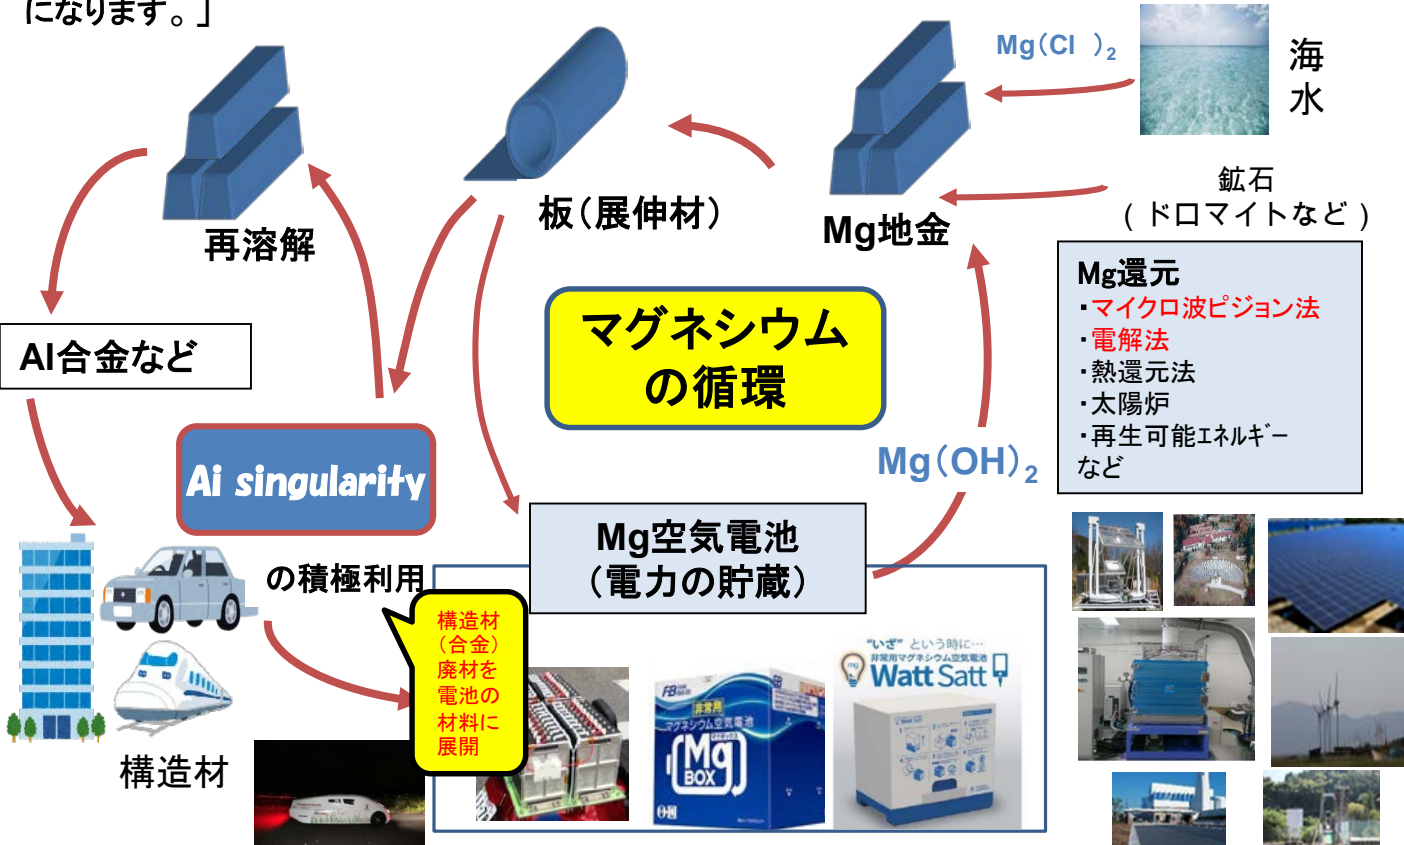 になります。」
Mg(Cl )₂
海
水
鉱石
( ドロマイトなど )
板(展伸材)
Mg地金
再溶解
Mg還元
・マイクロ波ピジョン法
・電解法
・熱還元法
・太陽炉
・再生可能エネルギー
など
マグネシウム
の循環
Al合金など
Ai singularity
の積極利用
Mg(OH)₂
Mg空気電池
(電力の貯蔵)
構造材
(合金)
廃材を
電池の
材料に
展開
構造材
FB
非常用
マグネシウム空気電池
Mg
BOX
"いざ" という時に…
非常用マグネシウム空気電池
mg
Watt Satt
Watt Satt